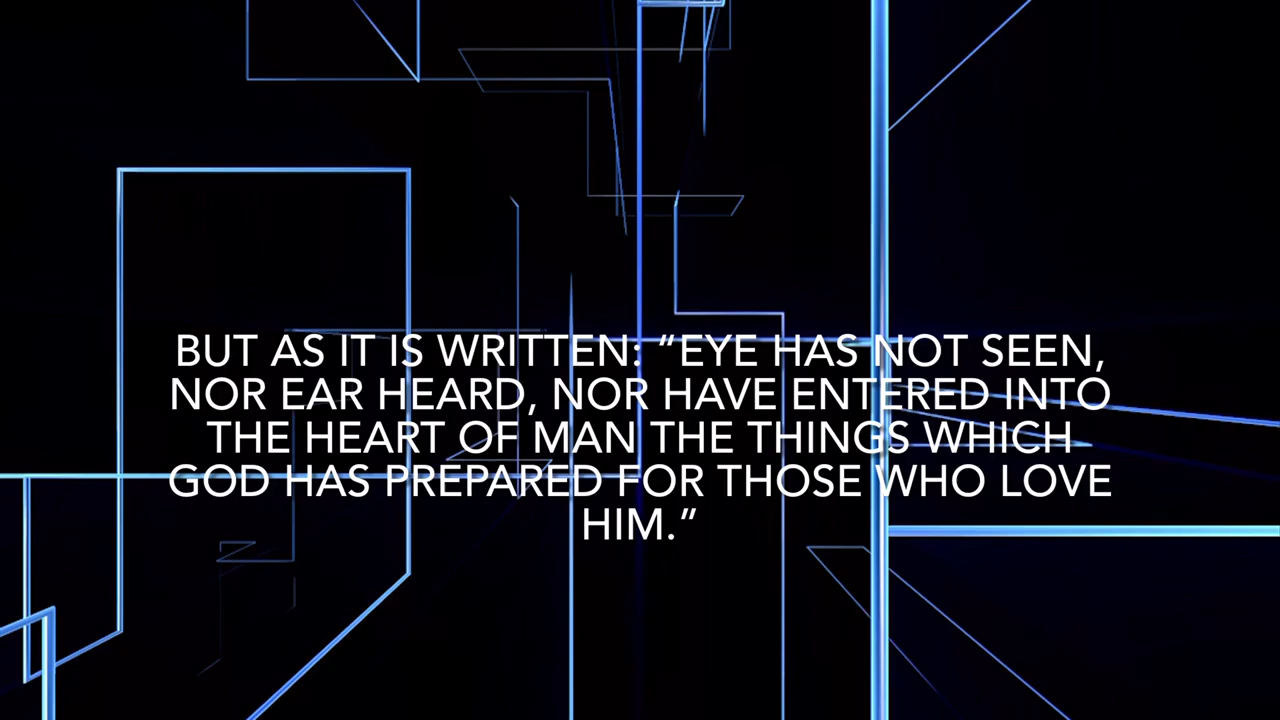 BUT AS IT IS WRITTEN: “EYE HAS NOT SEEN,
NOR EAR HEARD, NOR HAVE ENTERED INTO
THE HEART OF MAN THE THINGS WHICH
GOD HAS PREPARED FOR THOSE WHO LOVE
HIM.”